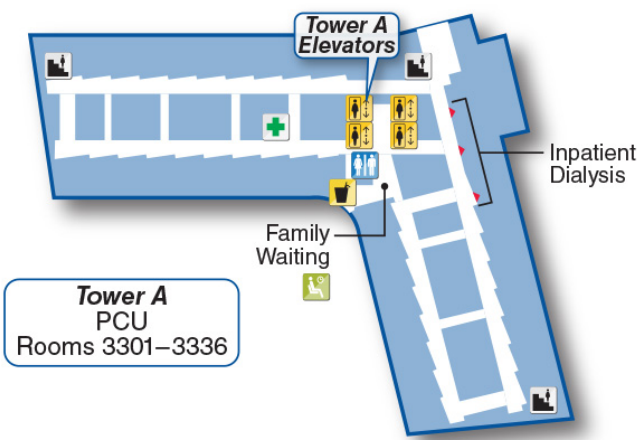 Tower A
Elevators
Inpatient
Dialysis
Family
Waiting
Tower A
PCU
Rooms 3301–3336